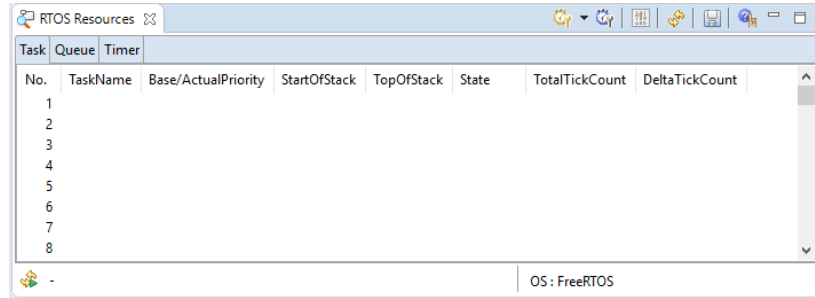 RTOS Resources
Task Queue Timer
No. TaskName Base/ActualPriority StartOfStack TopOfStack State TotalTickCount DeltaTickCount
1
2
3
4
5
6
7
8
- OS : FreeRTOS